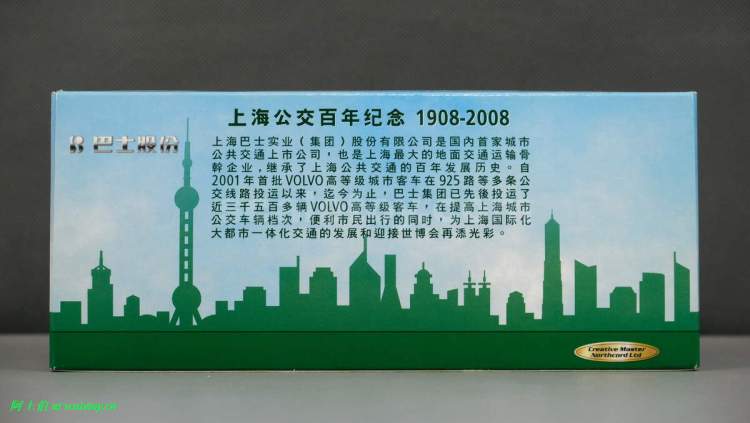 上海公交百年纪念 1908-2008
巴士股份
上海巴士实业（集团）股份有限公司是国内首家城市
公共交通上市公司，也是上海最大的地面交通运输骨
幹企业,继承了上海公共交通的百年发展历史。自
2001年首批VOLVO高等级城市客车在925路等多条公
交线路投运以来，迄今为止，巴士集团已先後投运了
近三千五百多辆VOLVO高等级客车，在提高上海城市
公交车辆档次，便利市民出行的同时，为上海国际化
大都市一体化交通的发展和迎接世博会再添光彩。
Creative Master
Northcord Ltd